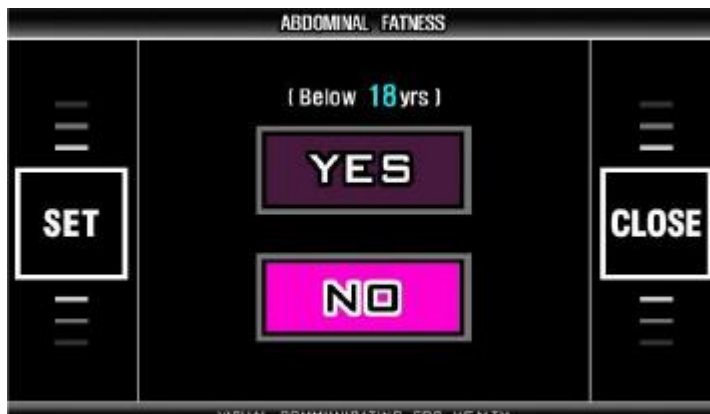 ABDOMINAL FATNESS
( Below 18 yrs )
YES
SET
CLOSE
NO